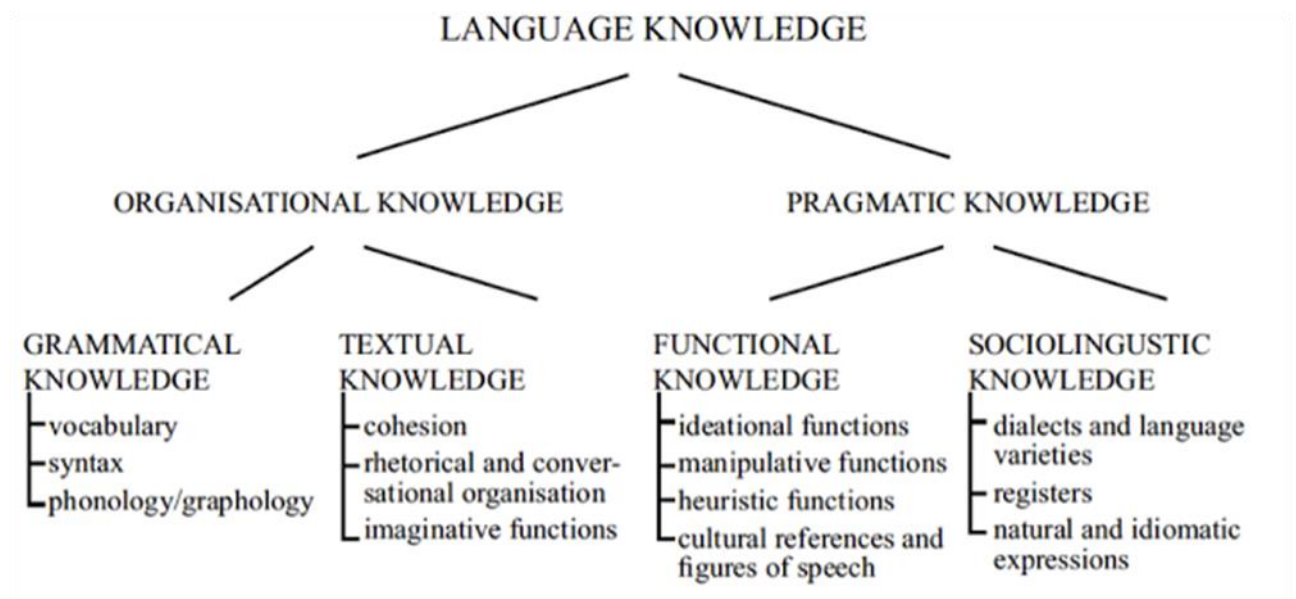 LANGUAGE KNOWLEDGE
ORGANISATIONAL KNOWLEDGE
PRAGMATIC KNOWLEDGE
GRAMMATICAL
KNOWLEDGE
vocabulary
syntax
phonology/graphology
TEXTUAL
KNOWLEDGE
cohesion
rhetorical and conver-
sational organisation
imaginative functions
FUNCTIONAL
KNOWLEDGE
ideational functions
manipulative functions
heuristic functions
cultural references and
figures of speech
SOCIOLINGUSTIC
KNOWLEDGE
dialects and language
varieties
registers
natural and idiomatic
expressions